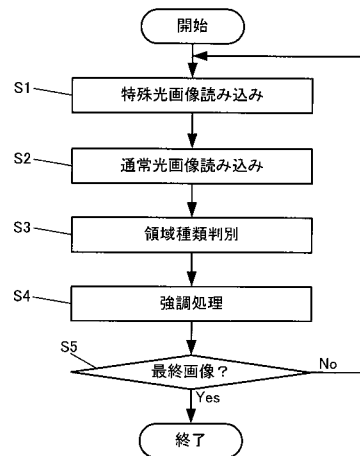 開始
S1
特殊光画像読み込み
S2
通常光画像読み込み
S3
領域種類判別
S4
強調処理
S5
最終画像?
No
Yes
終了